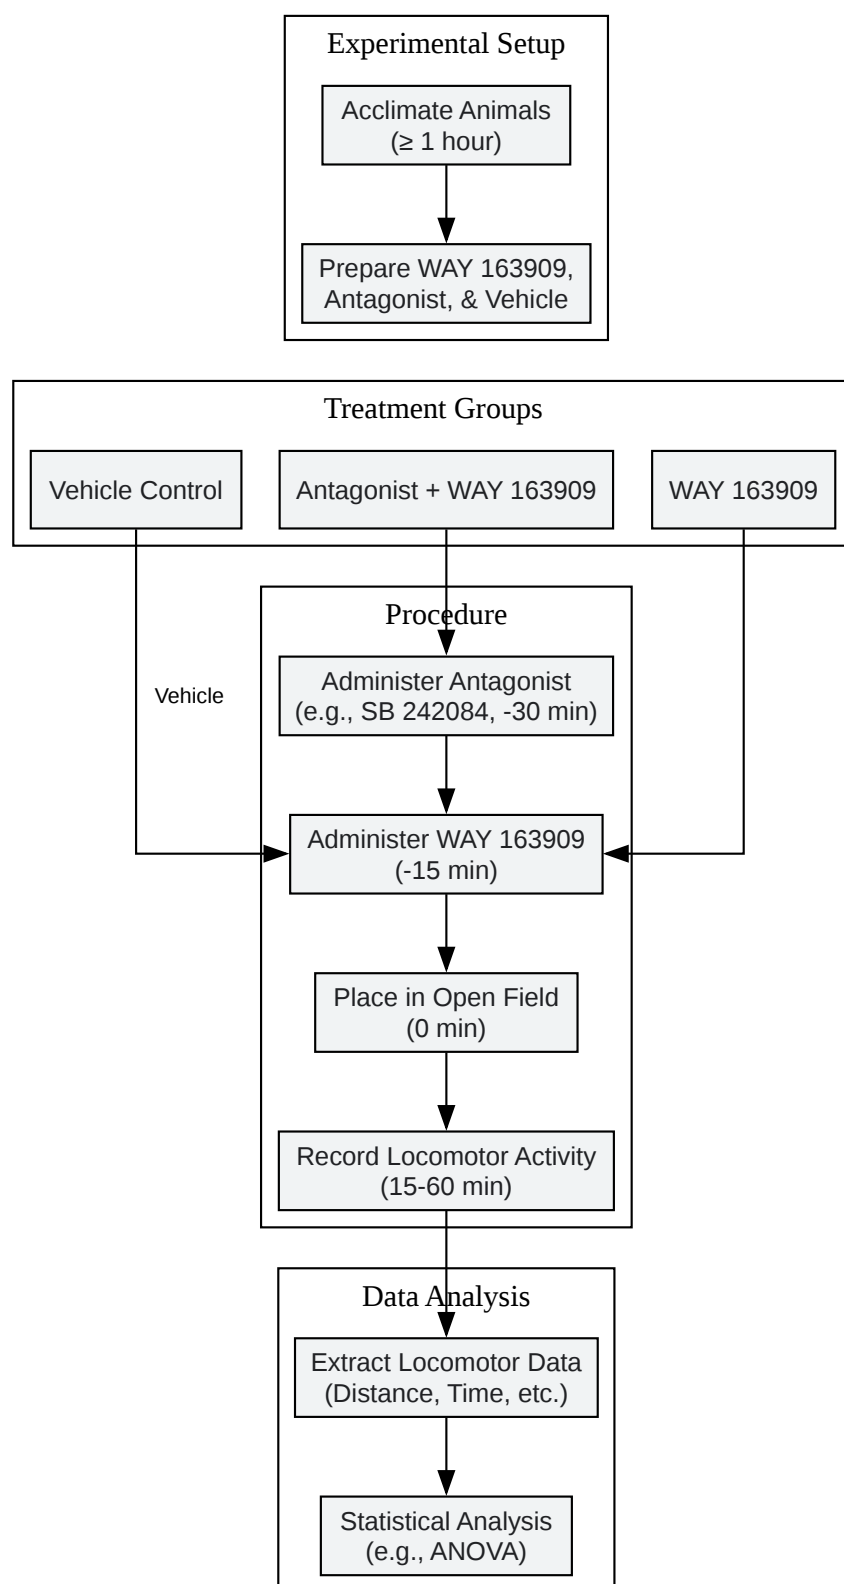 Experimental Setup
Acclimate Animals
(≥ 1 hour)
Prepare WAY 163909,
Antagonist, & Vehicle
Treatment Groups
Vehicle Control
Antagonist + WAY 163909
WAY 163909
Procedure
Administer Antagonist
(e.g., SB 242084, -30 min)
Vehicle
Administer WAY 163909
(-15 min)
Place in Open Field
(0 min)
Record Locomotor Activity
(15-60 min)
Data Analysis
Extract Locomotor Data
(Distance, Time, etc.)
Statistical Analysis
(e.g., ANOVA)